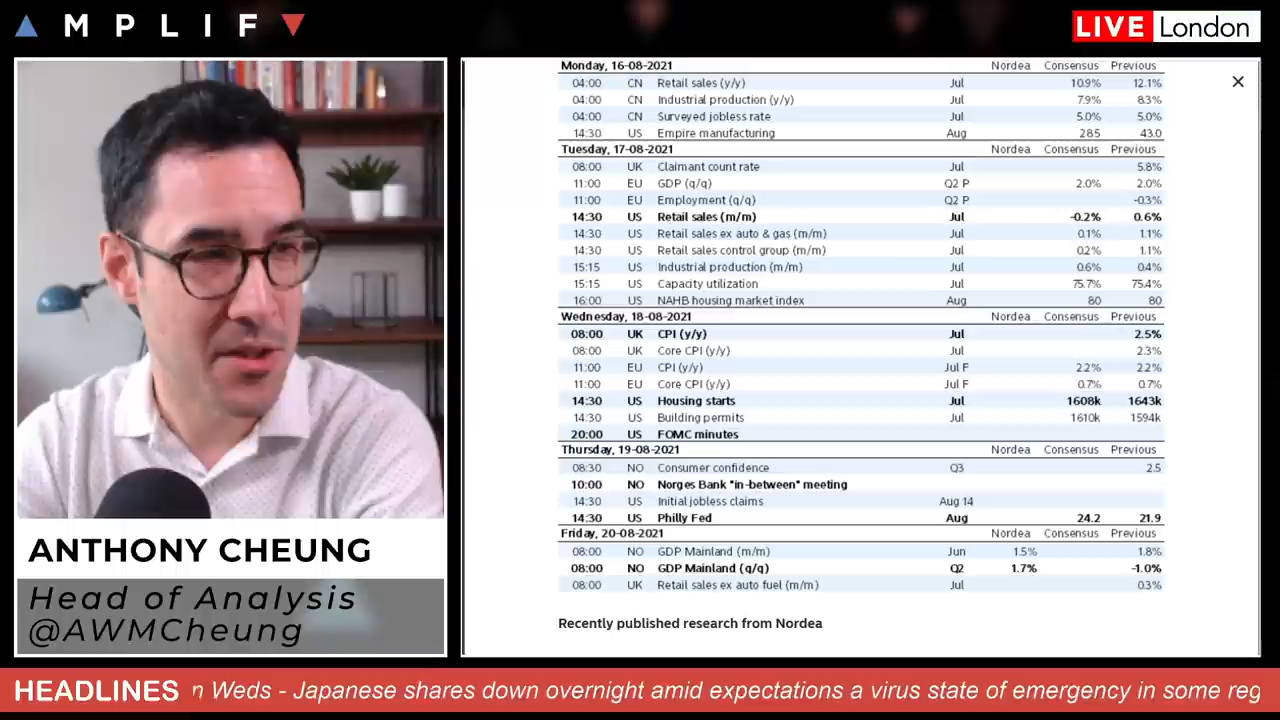 AMPLIFY
LIVE London
Monday, 16-08-2021 Nordea Consensus Previous
04:00 CN Retail sales (y/y) Jul 10.9% 12.1%
04:00 CN Industrial production (y/y) Jul 7.9% 8.3%
04:00 CN Surveyed jobless rate Jul 5.0% 5.0%
14:30 US Empire manufacturing Aug 28.5 43.0
Tuesday, 17-08-2021 Nordea Consensus Previous
08:00 UK Claimant count rate Jul 5.8%
11:00 EU GDP (q/q) Q2 P 2.0% 2.0%
11:00 EU Employment (q/q) Q2 P -0.3%
14:30 US Retail sales (m/m) Jul -0.2% 0.6%
14:30 US Retail sales ex auto & gas (m/m) Jul 0.1% 1.1%
14:30 US Retail sales control group (m/m) Jul 0.2% 1.1%
15:15 US Industrial production (m/m) Jul 0.6% 0.4%
15:15 US Capacity utilization Jul 75.7% 75.4%
16:00 US NAHB housing market index Aug 80 80
Wednesday, 18-08-2021 Nordea Consensus Previous
08:00 UK CPI (y/y) Jul 2.5%
08:00 UK Core CPI (y/y) Jul 2.3%
11:00 EU CPI (y/y) Jul F 2.2% 2.2%
11:00 EU Core CPI (y/y) Jul F 0.7% 0.7%
14:30 US Housing starts Jul 1608k 1643k
14:30 US Building permits Jul 1610k 1594k
20:00 US FOMC minutes
Thursday, 19-08-2021 Nordea Consensus Previous
08:30 NO Consumer confidence Q3 2.5
10:00 NO Norges Bank "in-between" meeting
14:30 US Initial jobless claims Aug 14
14:30 US Philly Fed Aug 24.2 21.9
Friday, 20-08-2021 Nordea Consensus Previous
08:00 NO GDP Mainland (m/m) Jun 1.5% 1.8%
08:00 NO GDP Mainland (q/q) Q2 1.7% -1.0%
08:00 UK Retail sales ex auto fuel (m/m) Jul 0.3%
Recently published research from Nordea
ANTHONY CHEUNG
Head of Analysis
@AWMCheung
HEADLINES n Weds - Japanese shares down overnight amid expectations a virus state of emergency in some reg